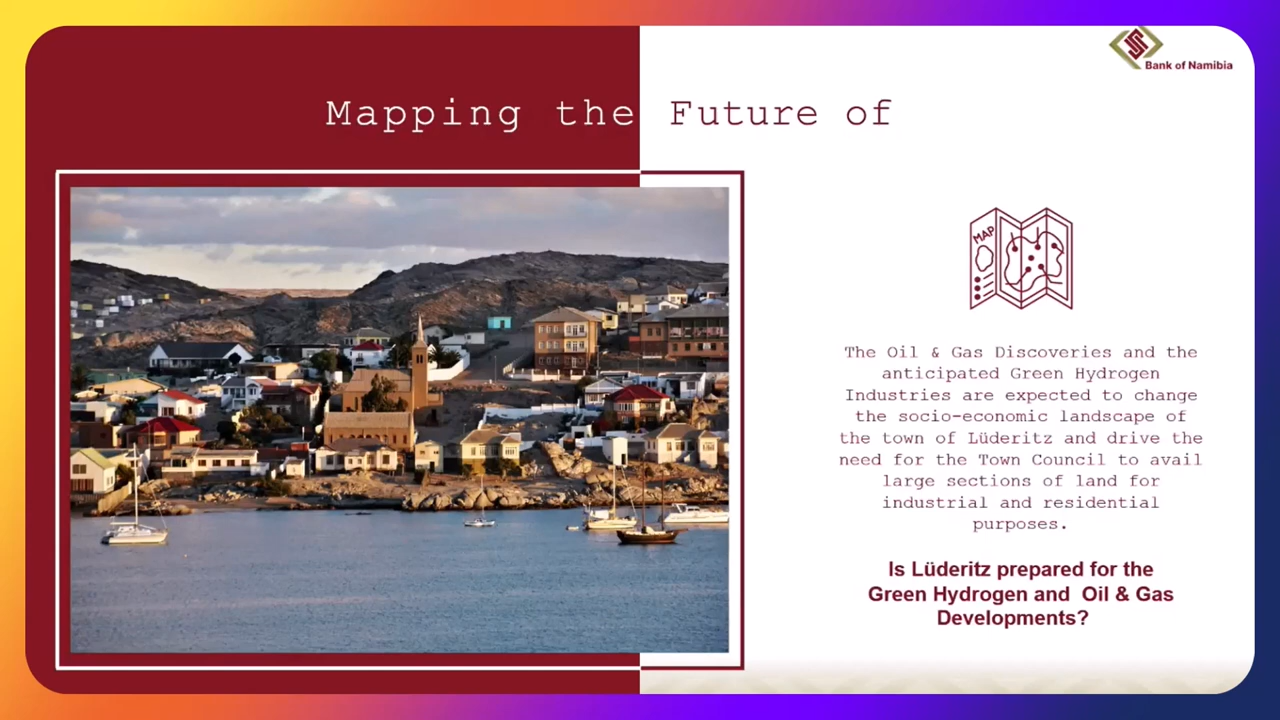 Bank of Namibia
Mapping the Future of
MAP
The Oil & Gas Discoveries and the
anticipated Green Hydrogen
Industries are expected to change
the socio-economic landscape of
the town of Lüderitz and drive the
need for the Town Council to avail
large sections of land for
industrial and residential
purposes.
Is Lüderitz prepared for the
Green Hydrogen and Oil & Gas
Developments?